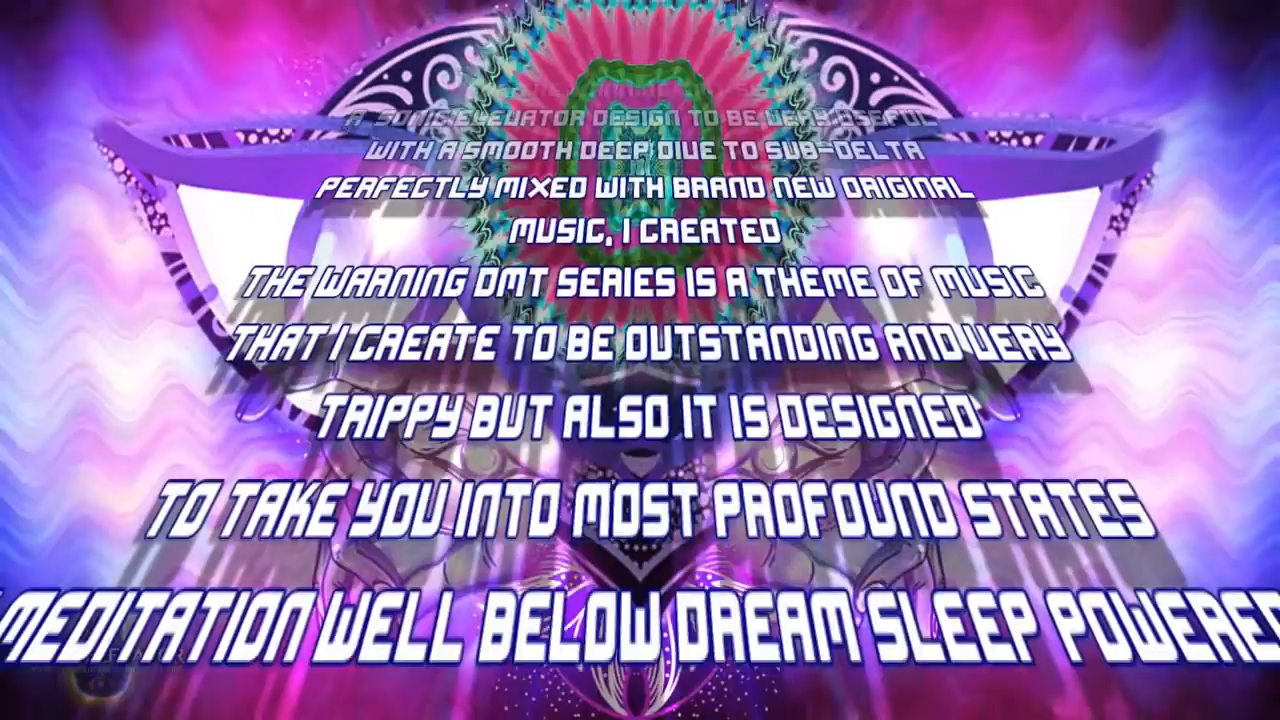 A SONIC ELEVATOR DESIGN TO BE VERY USEFUL
WITH A SMOOTH DEEP DIVE TO SUB-DELTA
PERFECTLY MIXED WITH BRAND NEW ORIGINAL
MUSIC, I CREATED
THE WARNING DMT SERIES IS A THEME OF MUSIC
THAT I CREATE TO BE OUTSTANDING AND VERY
TRIPPY BUT ALSO IT IS DESIGNED
TO TAKE YOU INTO MOST PROFOUND STATES
MEDITATION WELL BELOW DREAM SLEEP POWERED